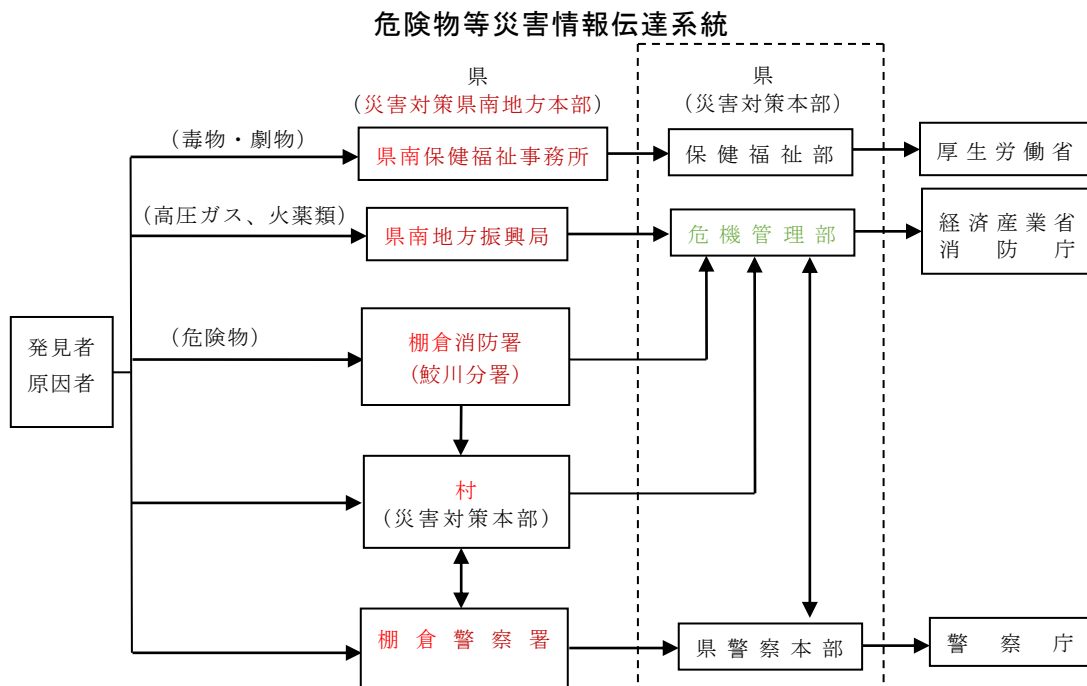 危険物等災害情報伝達系統
県
（災害対策県南地方本部）
県
（災害対策本部）
（毒物・劇物）
県南保健福祉事務所
保健福祉部
厚生労働省
（高圧ガス、火薬類）
県南地方振興局
危機管理部
経済産業省
消防庁
発見者
原因者
（危険物）
棚倉消防署
（鮫川分署）
村
（災害対策本部）
棚倉警察署
県警察本部
警察庁